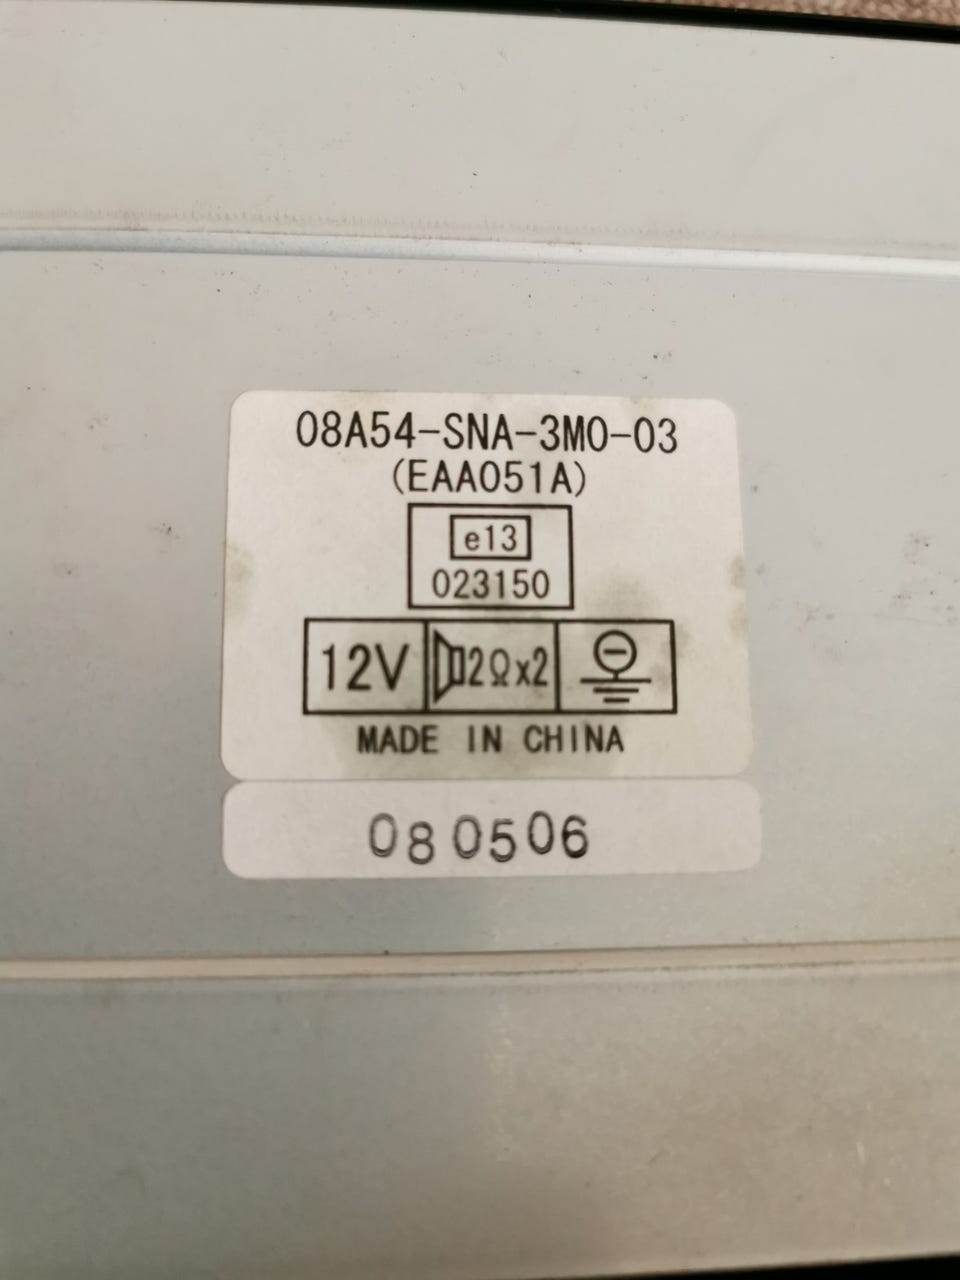 08A54-SNA-3M0-03
(EAA051A)
e13
023150
12V 2Ωx2
MADE IN CHINA
080506